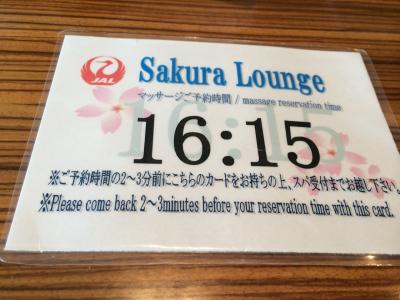 JAL
Sakura Lounge
マッサージご予約時間 / massage reservation time
16:15
※ご予約時間の2～3分前にこちらのカードをお持ちの上、スパ受付までお越し下さい。
※Please come back 2～3minutes before your reservation time with this card.